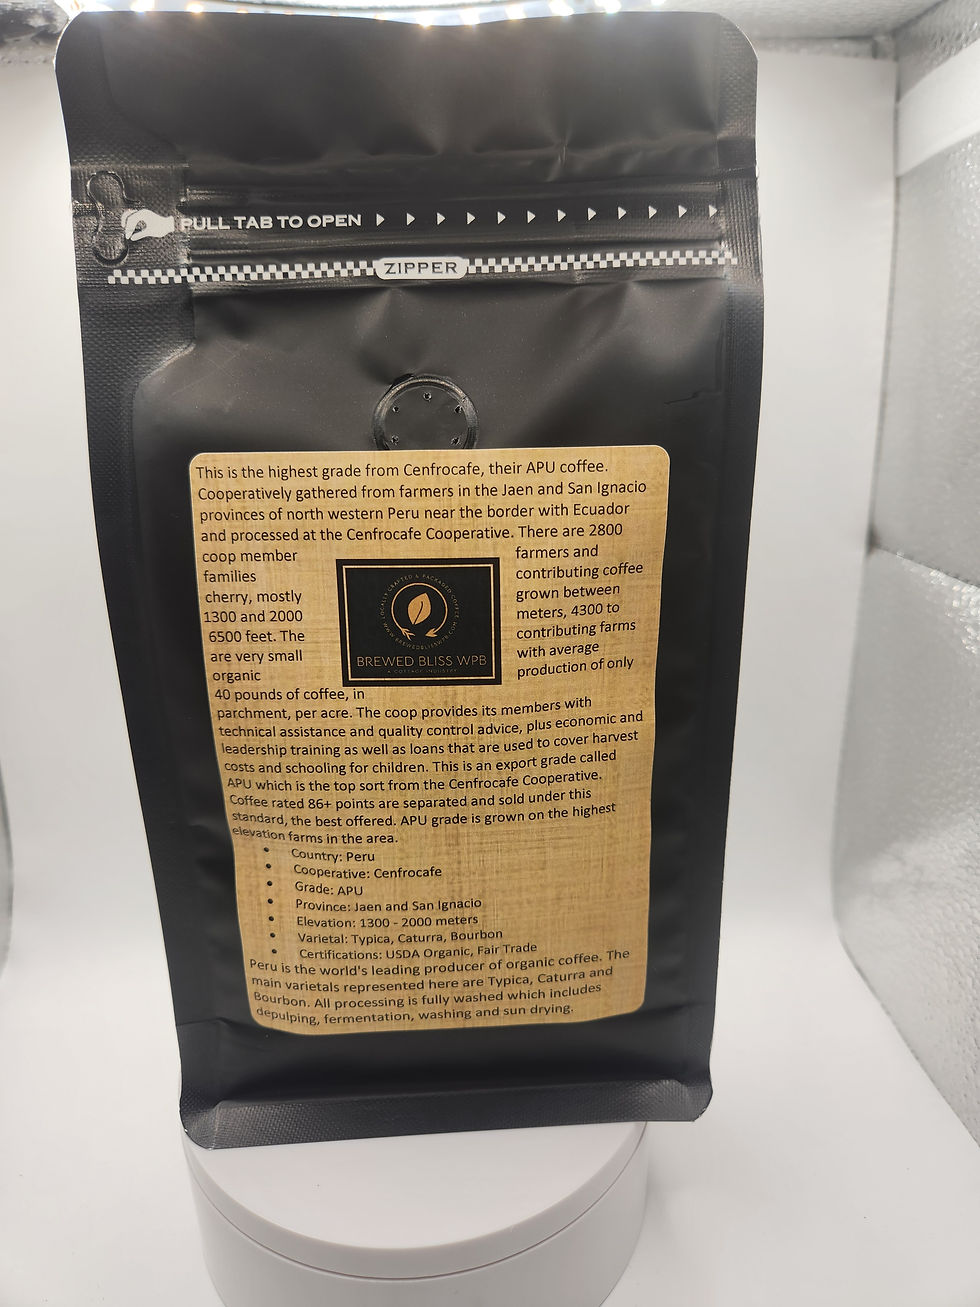 PULL TAB TO OPEN
ZIPPER
This is the highest grade from Cenfrocafe, their APU coffee.
Cooperatively gathered from farmers in the Jaen and San Ignacio
provinces of north western Peru near the border with Ecuador
and processed at the Cenfrocafe Cooperative. There are 2800
coop member farmers and
families contributing coffee
cherry, mostly grown between
1300 and 2000 meters, 4300 to
6500 feet. The contributing farms
are very small with average
organic production of only
LOCALLY CRAFTED & PACKAGED COFFEE
WWW.BREWEDBLISSWPB.COM
BREWED BLISS WPB
A COTTAGE INDUSTRY
40 pounds of coffee, in
parchment, per acre. The coop provides its members with
technical assistance and quality control advice, plus economic and
leadership training as well as loans that are used to cover harvest
costs and schooling for children. This is an export grade called
APU which is the top sort from the Cenfrocafe Cooperative.
Coffee rated 86+ points are separated and sold under this
standard, the best offered. APU grade is grown on the highest
elevation farms in the area.
• Country: Peru
• Cooperative: Cenfrocafe
• Grade: APU
• Province: Jaen and San Ignacio
• Elevation: 1300 - 2000 meters
• Varietal: Typica, Caturra, Bourbon
• Certifications: USDA Organic, Fair Trade
Peru is the world's leading producer of organic coffee. The
main varietals represented here are Typica, Caturra and
Bourbon. All processing is fully washed which includes
depulping, fermentation, washing and sun drying.